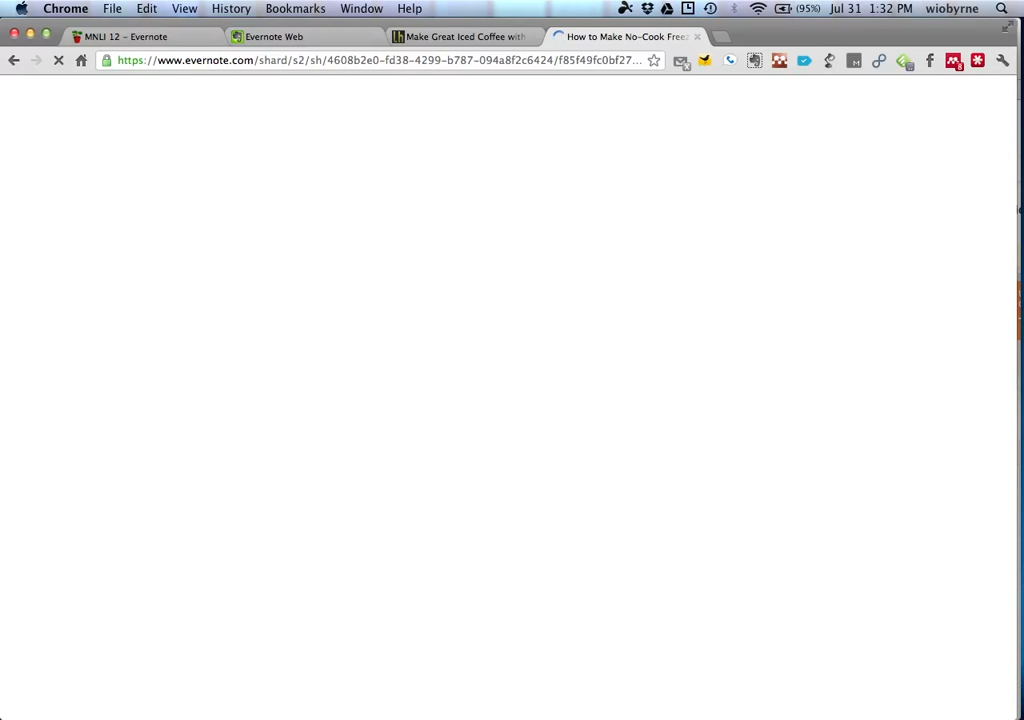 Chrome File Edit View History Bookmarks Window Help (95%) Jul 31 1:32 PM wiobyrne
MNLI 12 – Evernote Evernote Web Make Great Iced Coffee with How to Make No-Cook Freez
https://www.evernote.com/shard/s2/sh/4608b2e0-fd38-4299-b787-094a8f2c6424/f85f49fc0bf27...